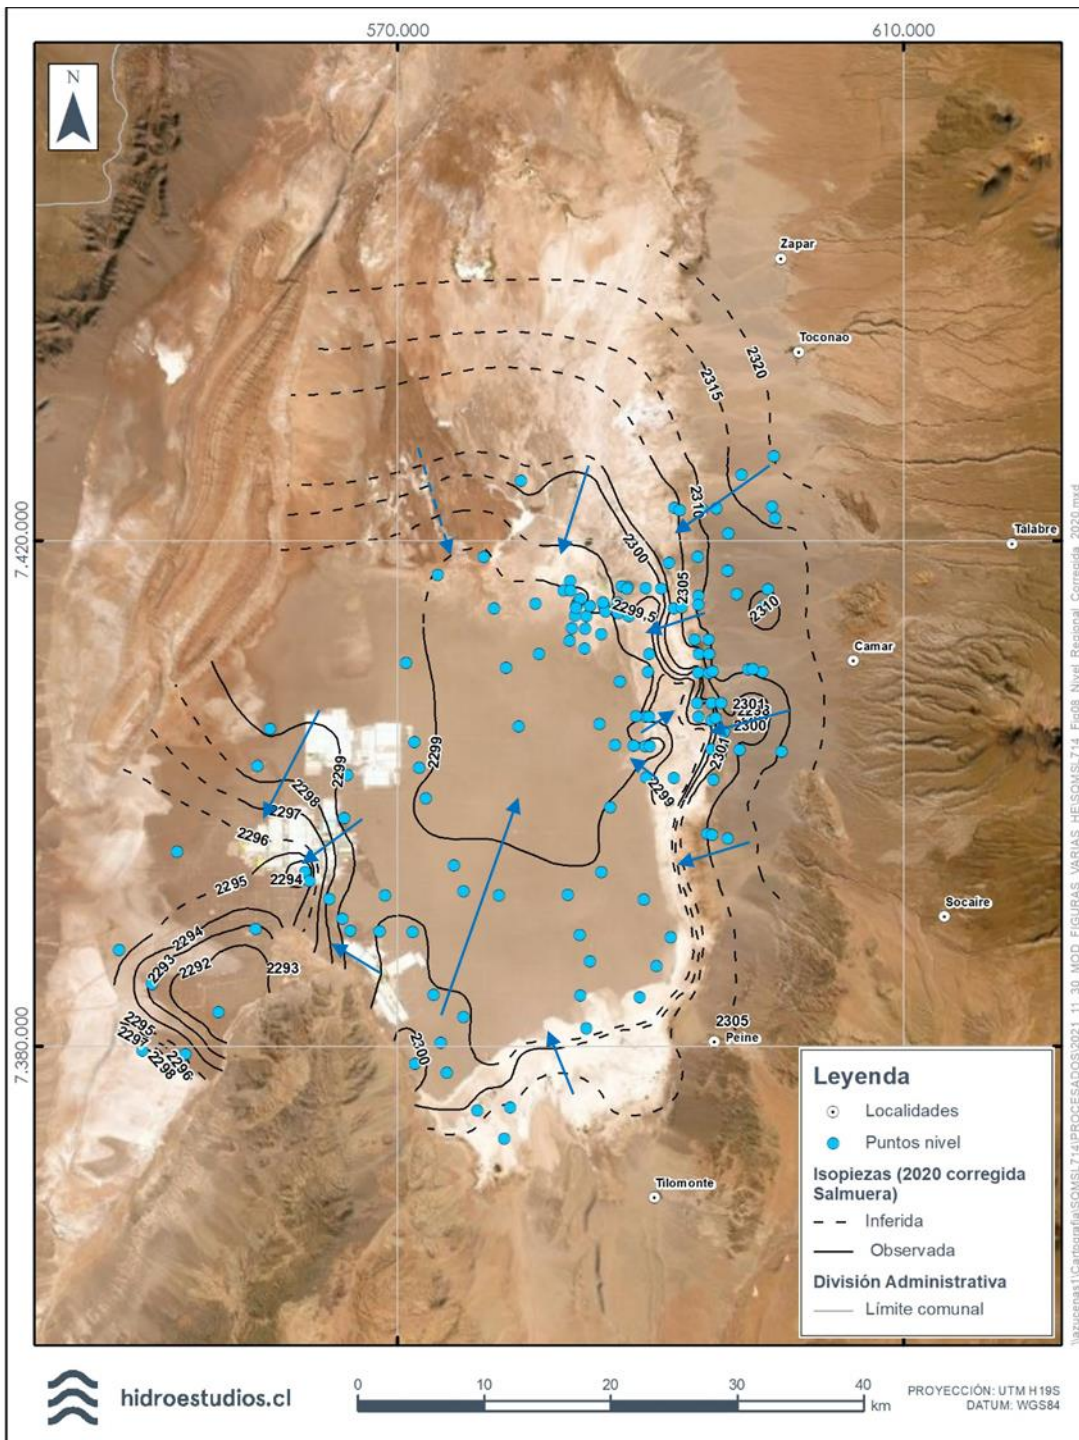 570.000
610.000
N
Zapar
Toconao
2320
2315
2310
7.420.000
Talabre
2300
2305
2299,5
2310
Camar
2301
2298
2300
2301
2299
2299
2298
2297
2296
2294
2295
Socaire
2294
2293
2292
2293
2295
2297
2298
2296
2300
2305
Peine
7.380.000
Tilomonte
Leyenda
Localidades
Puntos nivel
Isopiezas (2020 corregida
Salmuera)
Inferida
Observada
División Administrativa
Límite comunal
hidroestudios.cl
0 10 20 30 40
km
PROYECCIÓN: UTM H19S
DATUM: WGS84